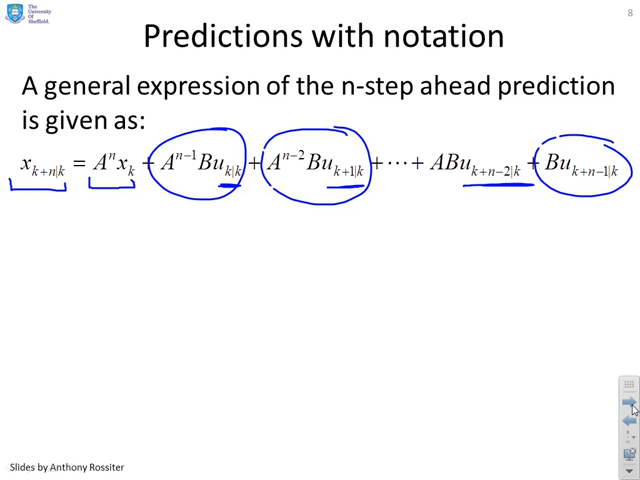 The
University
Of
Sheffield.
8
Predictions with notation
A general expression of the n-step ahead prediction
is given as:
x_{k+n|k} = A^n x_k + A^{n−1}Bu_{k|k} + A^{n−2}Bu_{k+1|k} + ⋯ + ABu_{k+n−2|k} + Bu_{k+n−1|k}
Slides by Anthony Rossiter